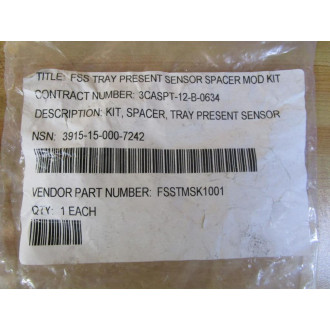 TITLE: FSS TRAY PRESENT SENSOR SPACER MOD KIT
CONTRACT NUMBER: 3CASPT-12-B-0634
DESCRIPTION: KIT, SPACER, TRAY PRESENT SENSOR
NSN: 3915-15-000-7242
VENDOR PART NUMBER: FSSTMSK1001
QTY: 1 EACH